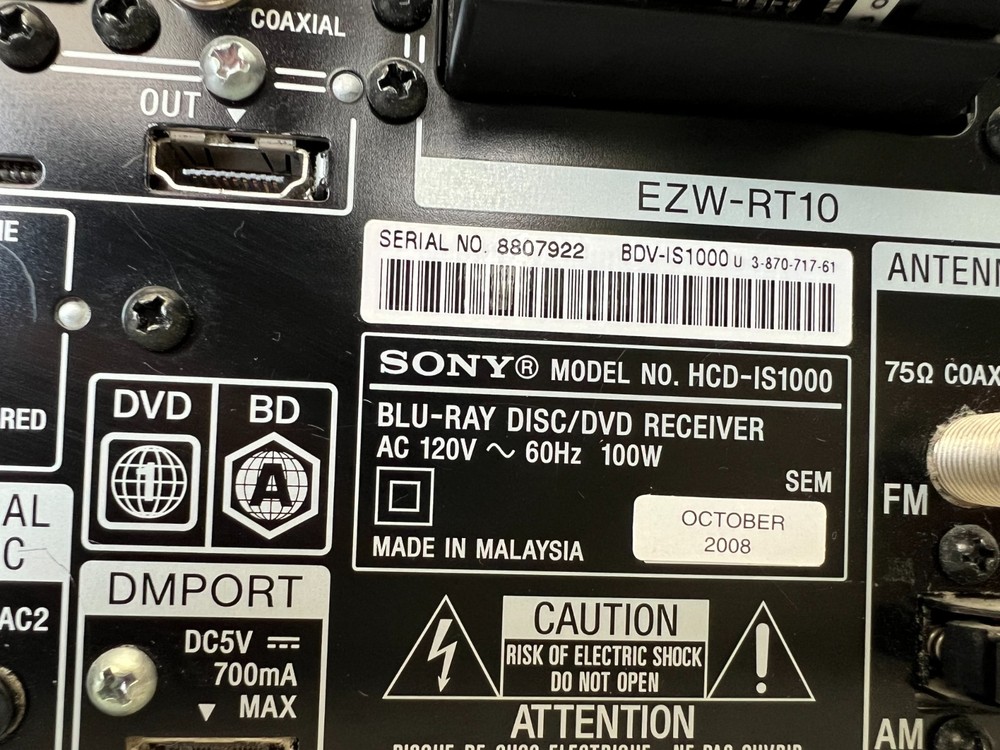 COAXIAL
OUT
EZW-RT10
SERIAL NO. 8807922 BDV-IS1000 U 3-870-717-61
ANTENN
SONY® MODEL NO. HCD-IS1000
75Ω COAX
BLU-RAY DISC/DVD RECEIVER
AC 120V ~ 60Hz 100W
DVD
BD
1
A
RED
SEM
OCTOBER
2008
FM
MADE IN MALAYSIA
AL
C
DMPORT
AC2
DC5V ⎓
700mA
MAX
CAUTION
RISK OF ELECTRIC SHOCK
DO NOT OPEN
ATTENTION
AM